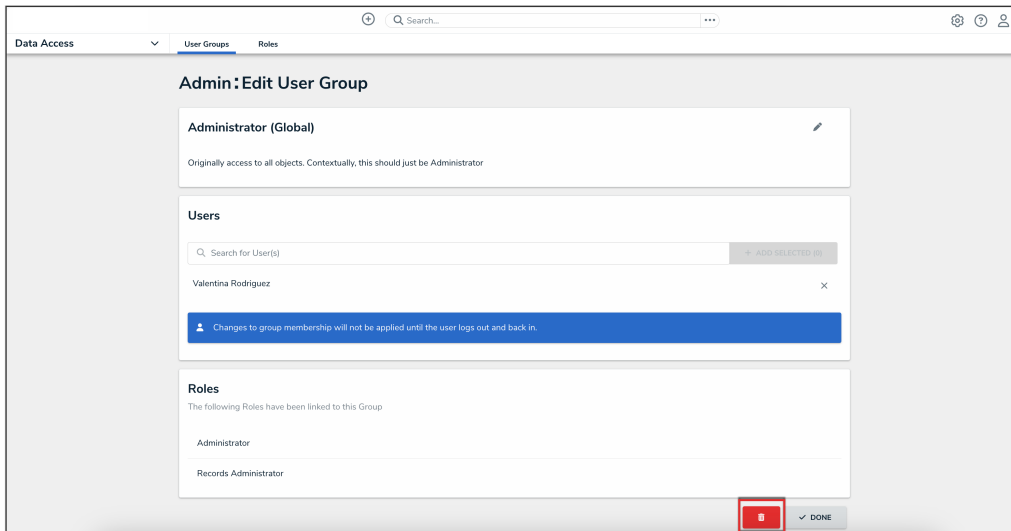 Search...
Data Access
User Groups
Roles
Admin:Edit User Group
Administrator (Global)
Originally access to all objects. Contextually, this should just be Administrator
Users
Search for User(s)
+ ADD SELECTED (0)
Valentina Rodriguez
Changes to group membership will not be applied until the user logs out and back in.
Roles
The following Roles have been linked to this Group
Administrator
Records Administrator
DONE